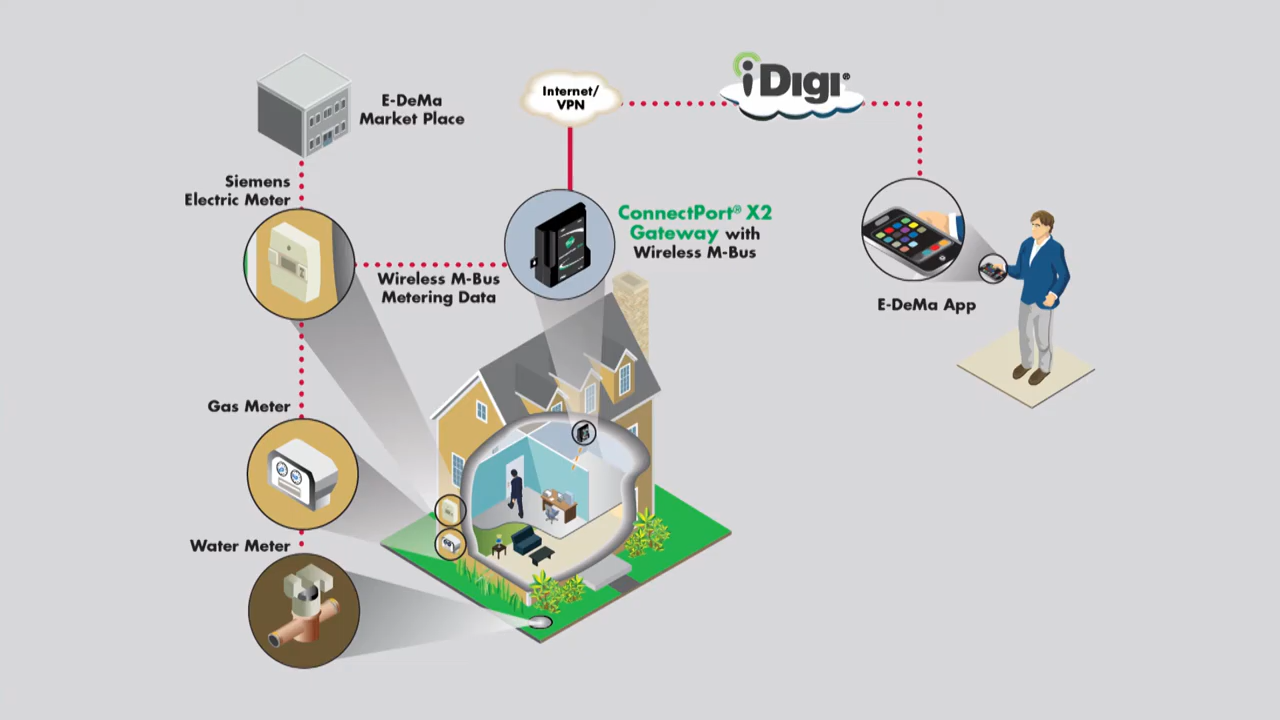 E-DeMa
Market Place
Internet/
VPN
iDigi®
Siemens
Electric Meter
ConnectPort® X2
Gateway with
Wireless M-Bus
Wireless M-Bus
Metering Data
E-DeMa App
Gas Meter
Water Meter